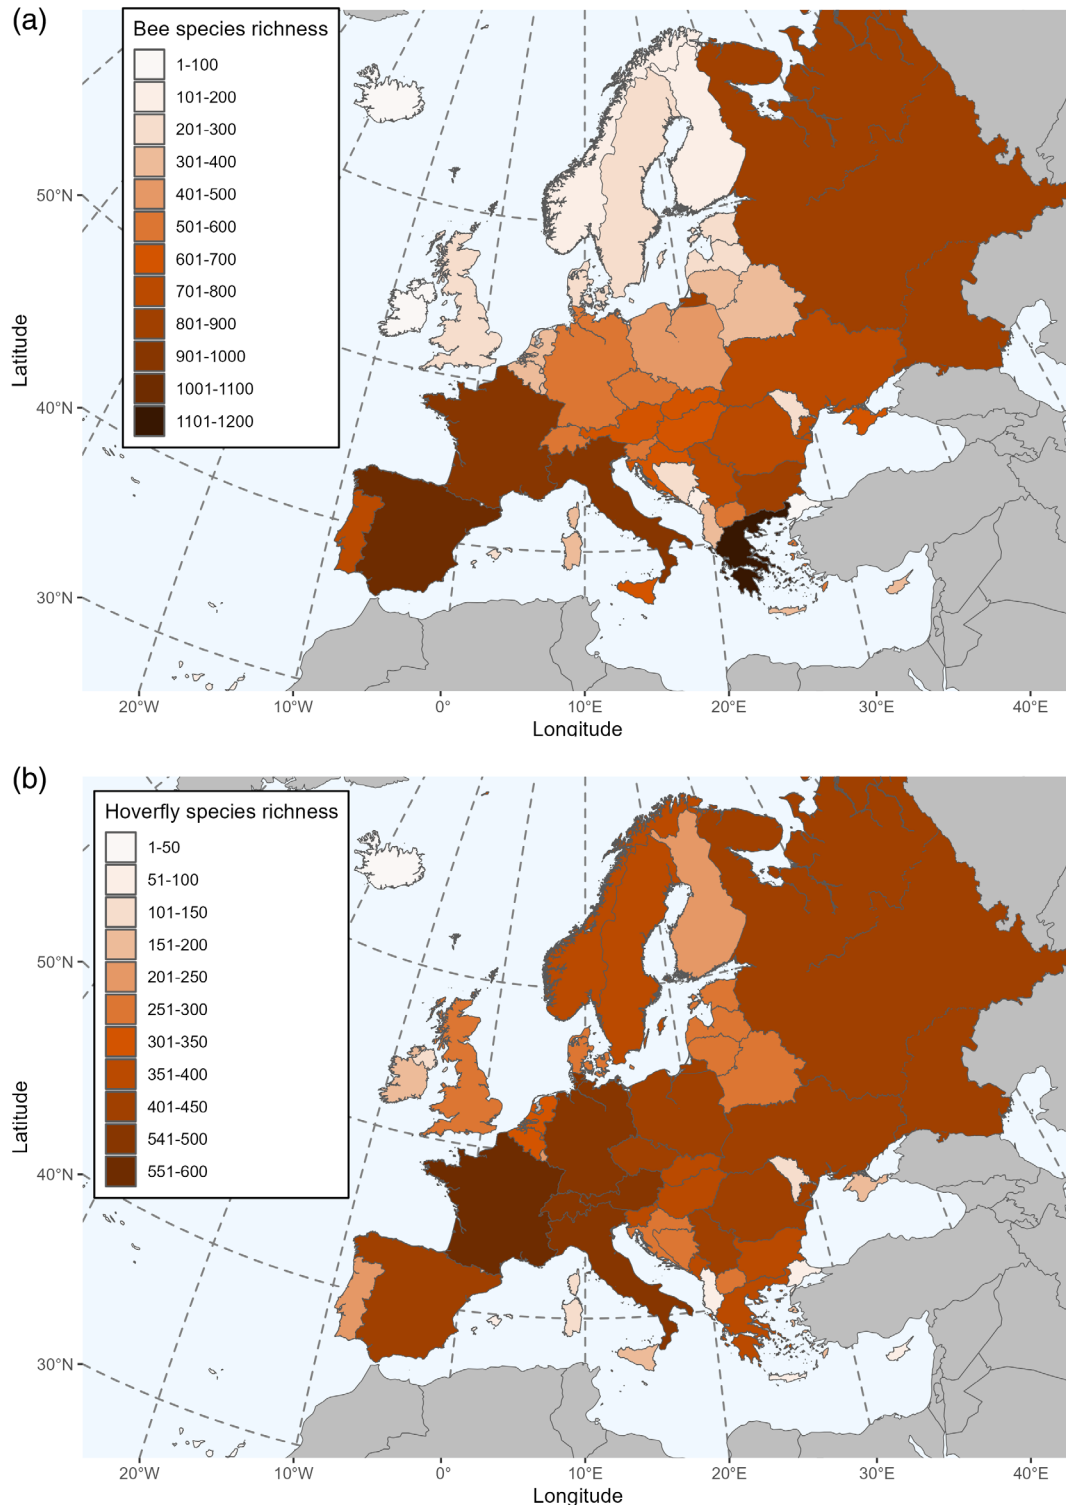 (a)
Bee species richness
1-100
101-200
201-300
301-400
401-500
501-600
601-700
701-800
801-900
901-1000
1001-1100
1101-1200
50°N
40°N
30°N
Latitude
20°W
10°W
0°
10°E
20°E
30°E
40°E
Longitude
(b)
Hoverfly species richness
1-50
51-100
101-150
151-200
201-250
251-300
301-350
351-400
401-450
541-500
551-600
50°N
40°N
30°N
Latitude
20°W
10°W
0°
10°E
20°E
30°E
40°E
Longitude